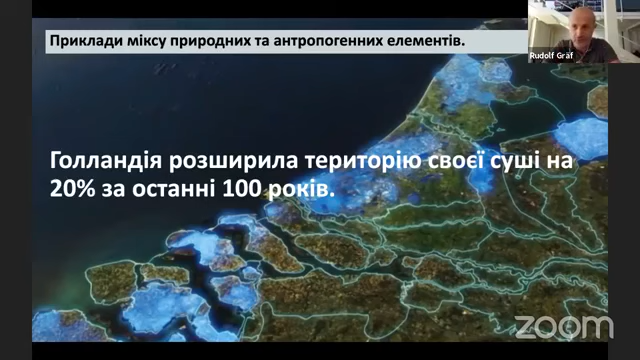 Приклади міксу природних та антропогенних елементів.
Rudolf Gräf
Голландія розширила територію своєї суші на
20% за останні 100 років.
zoom